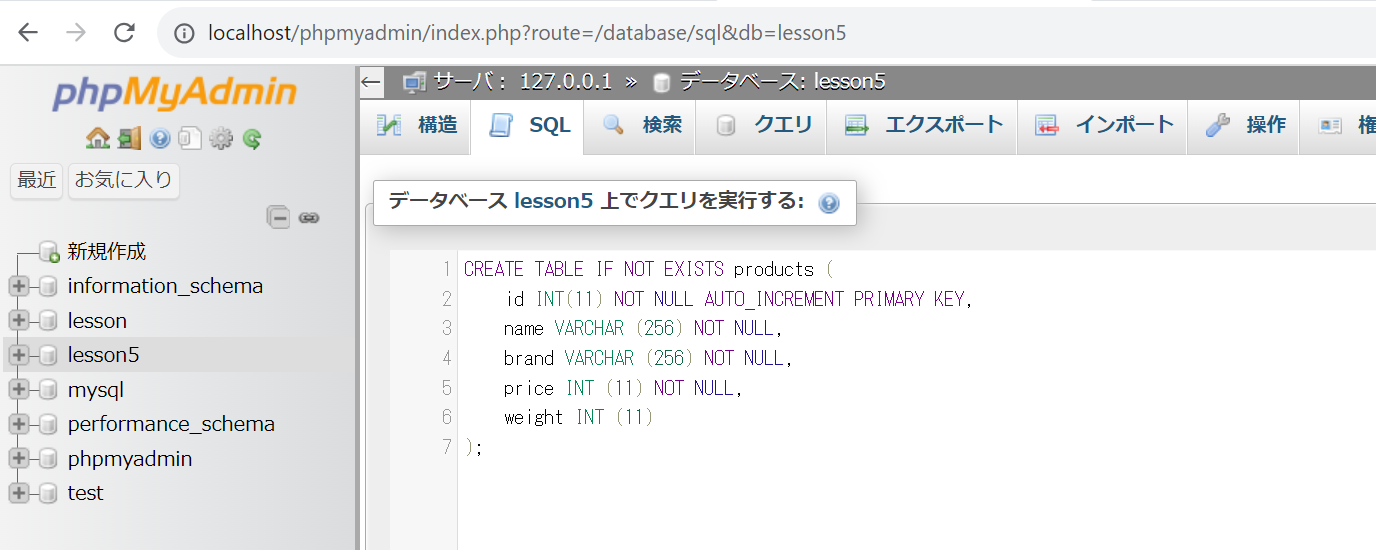 localhost/phpmyadmin/index.php?route=/database/sql&db=lesson5
phpMyAdmin
最近 お気に入り
新規作成
information_schema
lesson
lesson5
mysql
performance_schema
phpmyadmin
test
サーバ： 127.0.0.1 » データベース: lesson5
構造 SQL 検索 クエリ エクスポート インポート 操作 権
データベース lesson5 上でクエリを実行する:
1 CREATE TABLE IF NOT EXISTS products (
2 id INT(11) NOT NULL AUTO_INCREMENT PRIMARY KEY,
3 name VARCHAR (256) NOT NULL,
4 brand VARCHAR (256) NOT NULL,
5 price INT (11) NOT NULL,
6 weight INT (11)
7 );